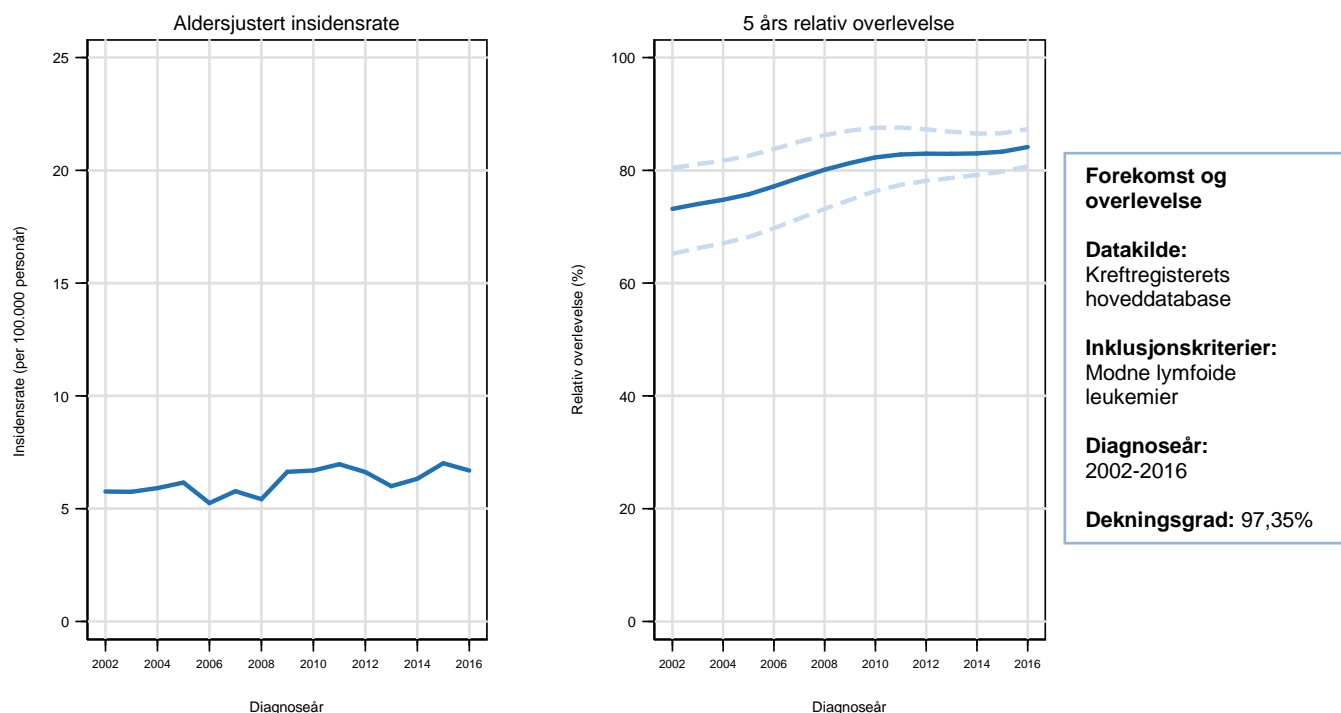 Aldersjustert insidensrate
25
20
15
10
5
0
Insidensrate (per 100.000 personår)
2002 2004 2006 2008 2010 2012 2014 2016
Diagnoseår
5 års relativ overlevelse
100
80
60
40
20
0
Relativ overlevelse (%)
2002 2004 2006 2008 2010 2012 2014 2016
Diagnoseår
Forekomst og
overlevelse
Datakilde:
Kreftregisterets
hoveddatabase
Inklusjonskriterier:
Modne lymfoide
leukemier
Diagnoseår:
2002-2016
Dekningsgrad: 97,35%